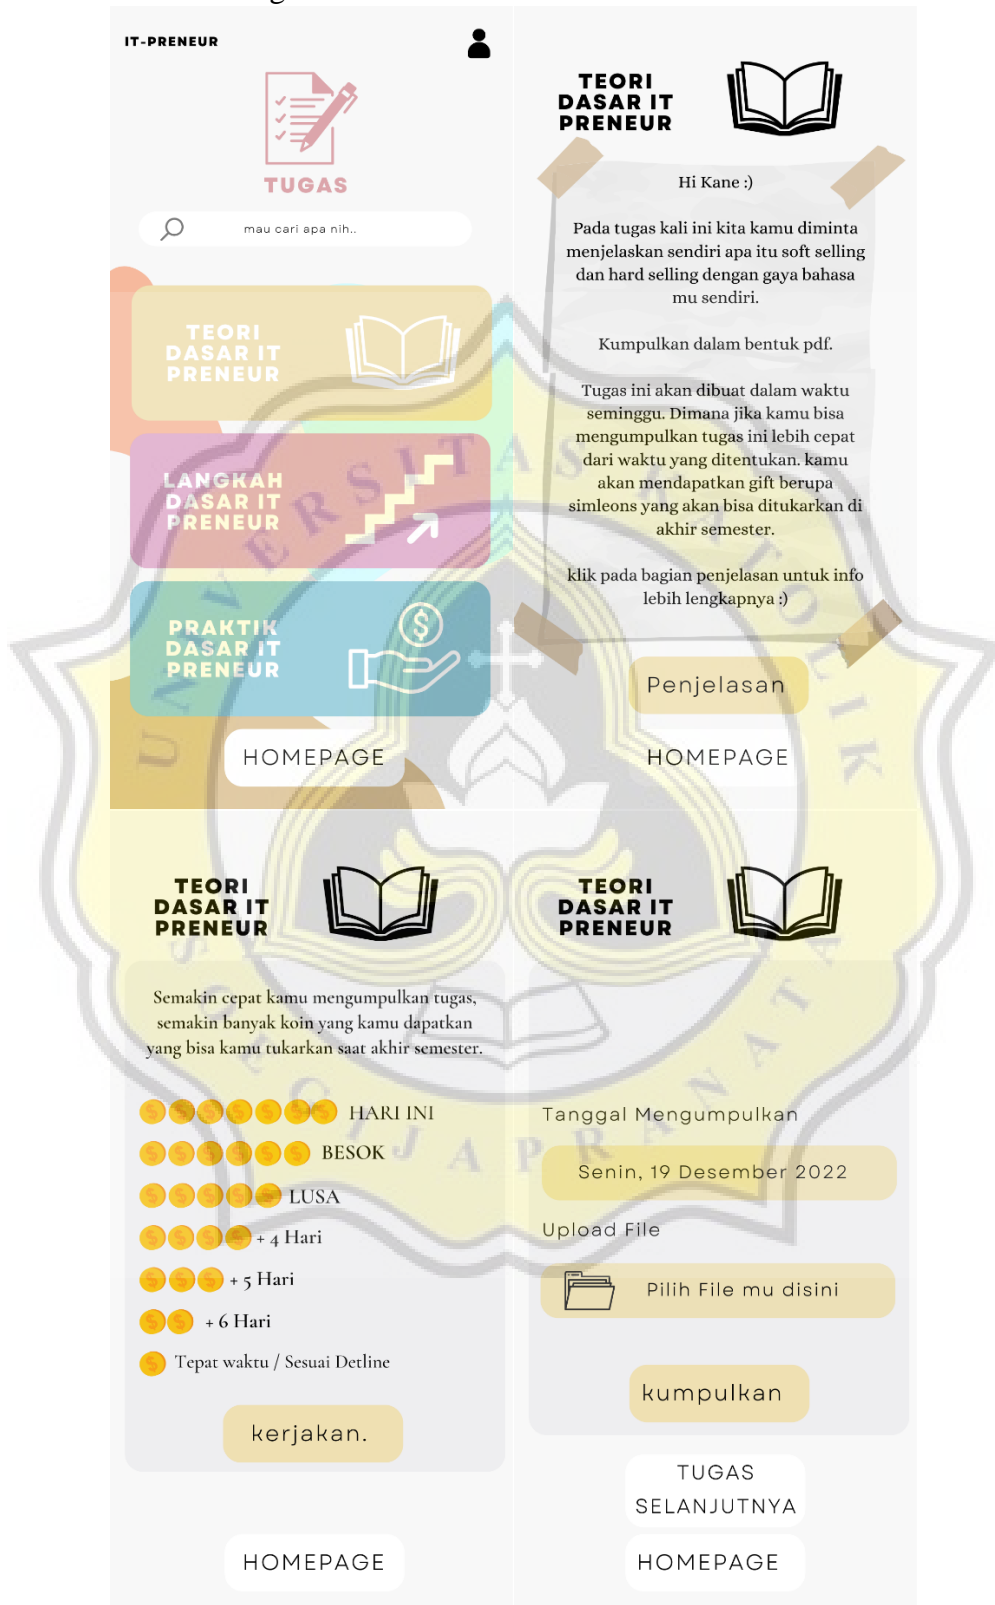 IT-PRENEUR
TUGAS
mau cari apa nih..
TEORI
DASAR IT
PRENEUR
LANGKAH
DASAR IT
PRENEUR
PRAKTIK
DASAR IT
PRENEUR
HOMEPAGE
TEORI
DASAR IT
PRENEUR
Hi Kane :)
Pada tugas kali ini kita kamu diminta
menjelaskan sendiri apa itu soft selling
dan hard selling dengan gaya bahasa
mu sendiri.
Kumpulkan dalam bentuk pdf.
Tugas ini akan dibuat dalam waktu
seminggu. Dimana jika kamu bisa
mengumpulkan tugas ini lebih cepat
dari waktu yang ditentukan. kamu
akan mendapatkan gift berupa
simleons yang akan bisa ditukarkan di
akhir semester.
klik pada bagian penjelasan untuk info
lebih lengkapnya :)
Penjelasan
HOMEPAGE
TEORI
DASAR IT
PRENEUR
Semakin cepat kamu mengumpulkan tugas,
semakin banyak koin yang kamu dapatkan
yang bisa kamu tukarkan saat akhir semester.
HARI INI
BESOK
LUSA
+ 4 Hari
+ 5 Hari
+ 6 Hari
Tepat waktu / Sesuai Detline
kerjakan.
HOMEPAGE
TEORI
DASAR IT
PRENEUR
Tanggal Mengumpulkan
Senin, 19 Desember 2022
Upload File
Pilih File mu disini
kumpulkan
TUGAS
SELANJUTNYA
HOMEPAGE
UNIVERSITAS KATOLIK
SOEGIJAPRANATA